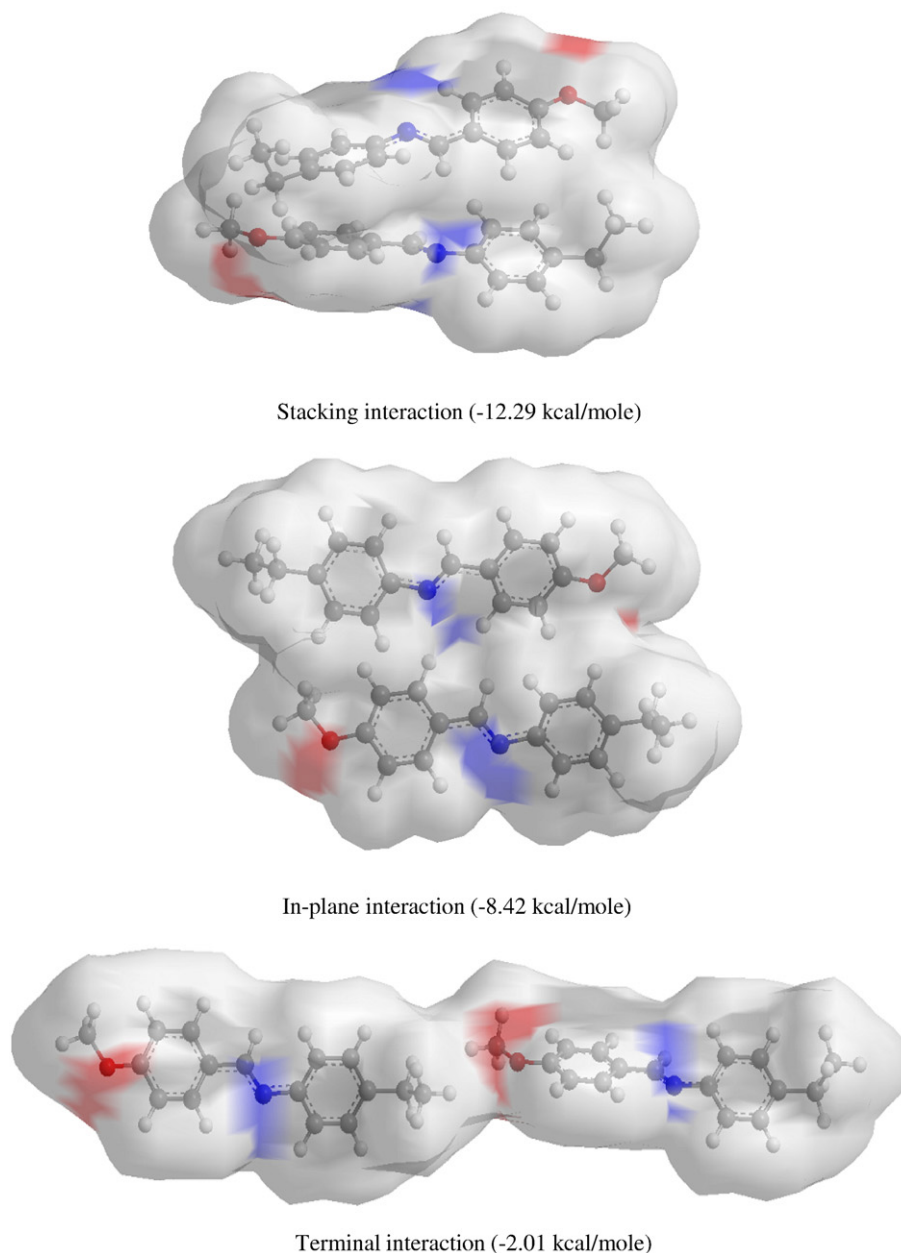 Stacking interaction (-12.29 kcal/mole)
In-plane interaction (-8.42 kcal/mole)
Terminal interaction (-2.01 kcal/mole)